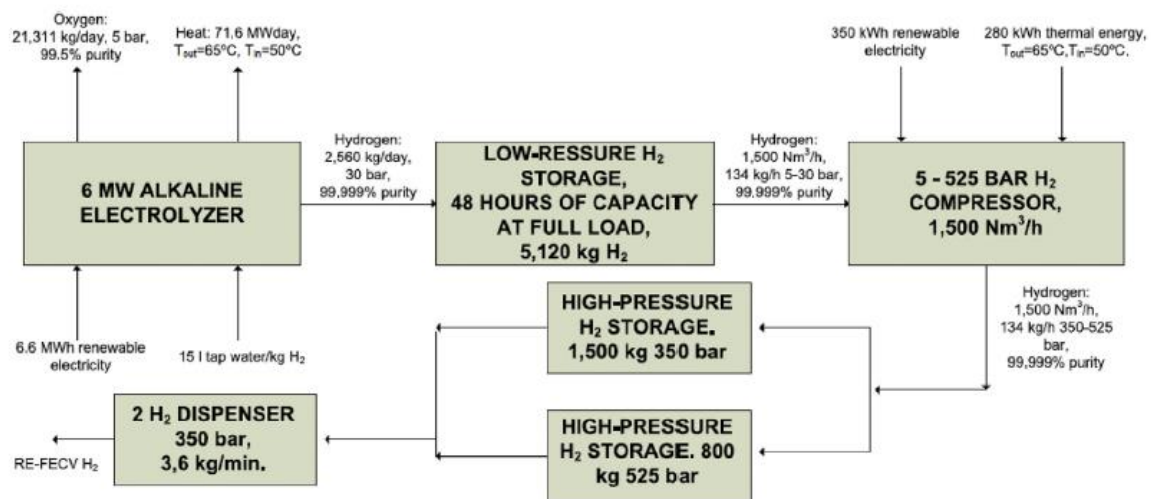 Oxygen:
21,311 kg/day, 5 bar,
99.5% purity
Heat: 71,6 MWday,
Tout=65ºC, Tin=50ºC
350 kWh renewable
electricity
280 kWh thermal energy,
Tout=65ºC,Tin=50ºC.
6 MW ALKALINE
ELECTROLYZER
Hydrogen:
2,560 kg/day,
30 bar,
99,999% purity
LOW-RESSURE H2
STORAGE,
48 HOURS OF CAPACITY
AT FULL LOAD,
5,120 kg H2
Hydrogen:
1,500 Nm3/h,
134 kg/h 5-30 bar,
99.999% purity
5 - 525 BAR H2
COMPRESSOR,
1,500 Nm3/h
6.6 MWh renewable
electricity
15 l tap water/kg H2
HIGH-PRESSURE
H2 STORAGE.
1,500 kg 350 bar
Hydrogen:
1,500 Nm3/h,
134 kg/h 350-525
bar,
99,999% purity
2 H2 DISPENSER
350 bar,
3,6 kg/min.
RE-FECV H2
HIGH-PRESSURE
H2 STORAGE. 800
kg 525 bar